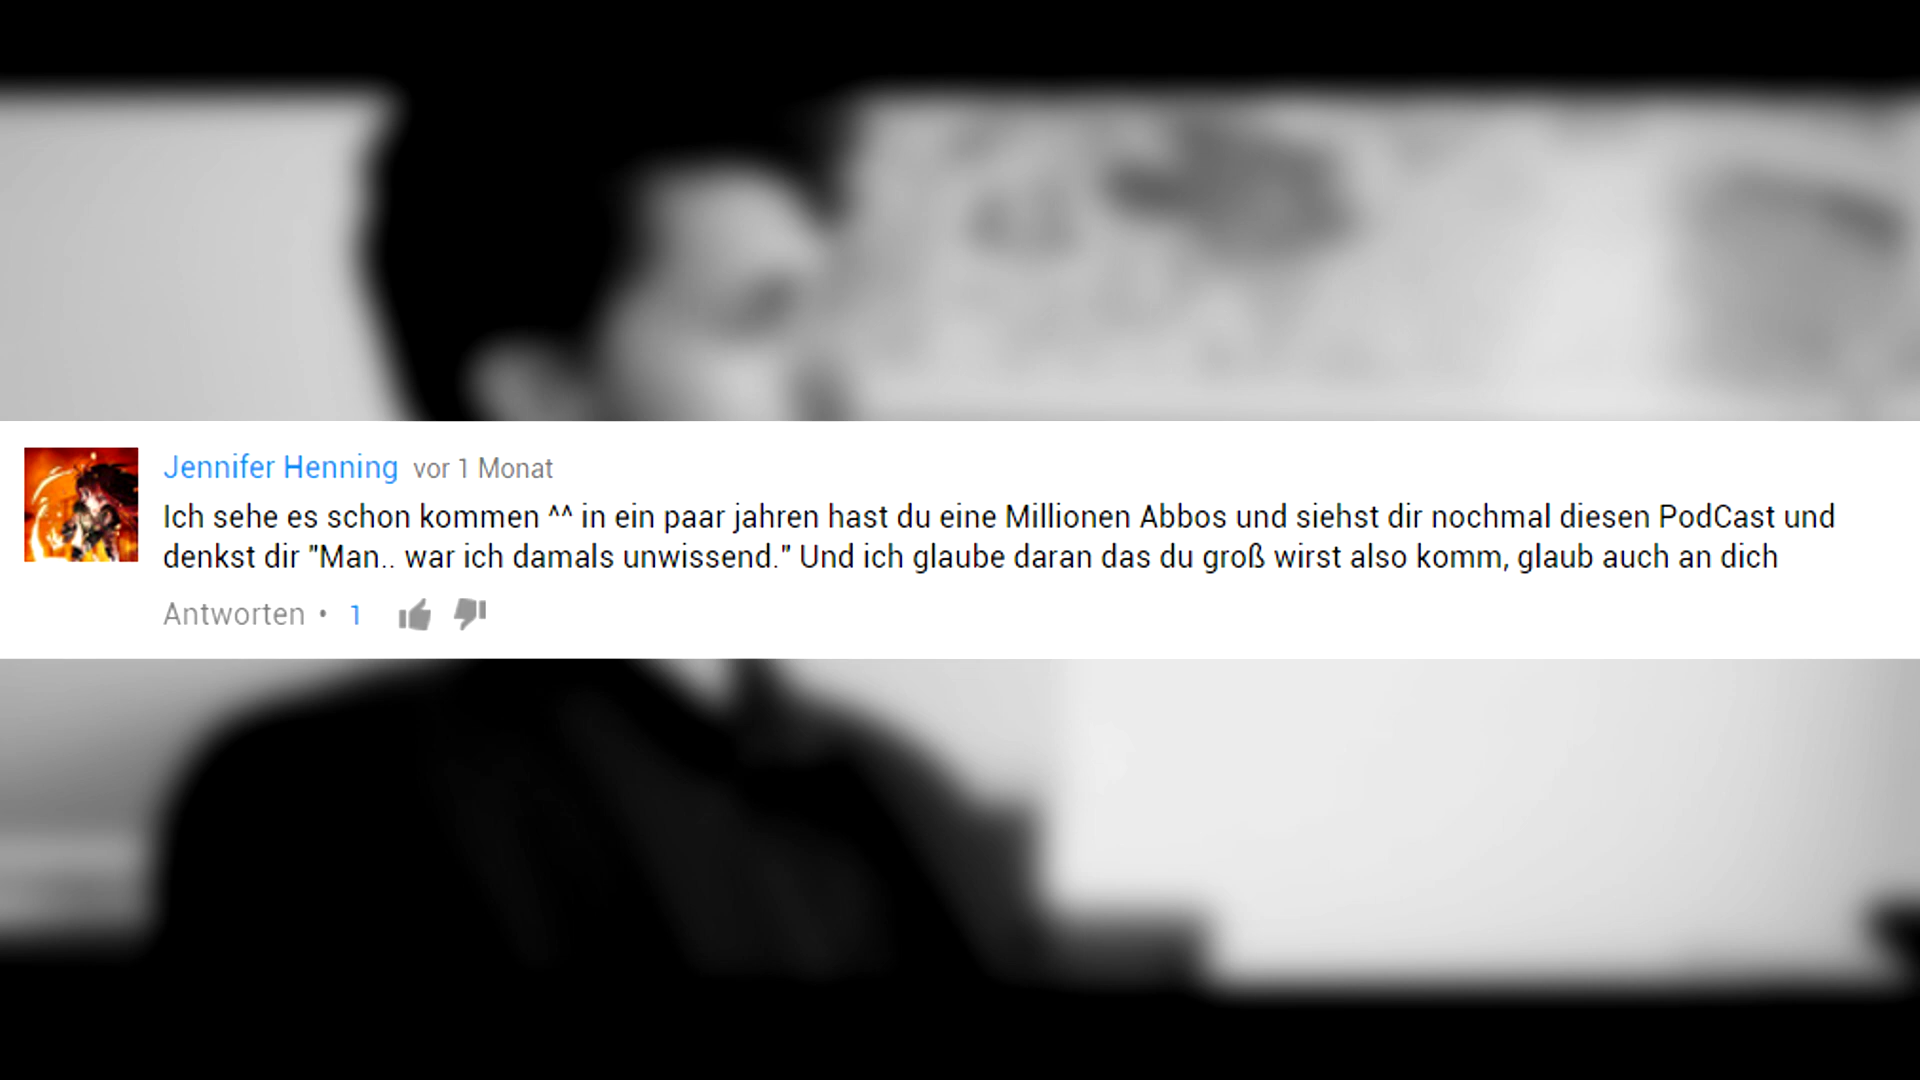 Jennifer Henning vor 1 Monat
Ich sehe es schon kommen ^^ in ein paar jahren hast du eine Millionen Abbos und siehst dir nochmal diesen PodCast und
denkst dir "Man.. war ich damals unwissend." Und ich glaube daran das du groß wirst also komm, glaub auch an dich
Antworten • 1